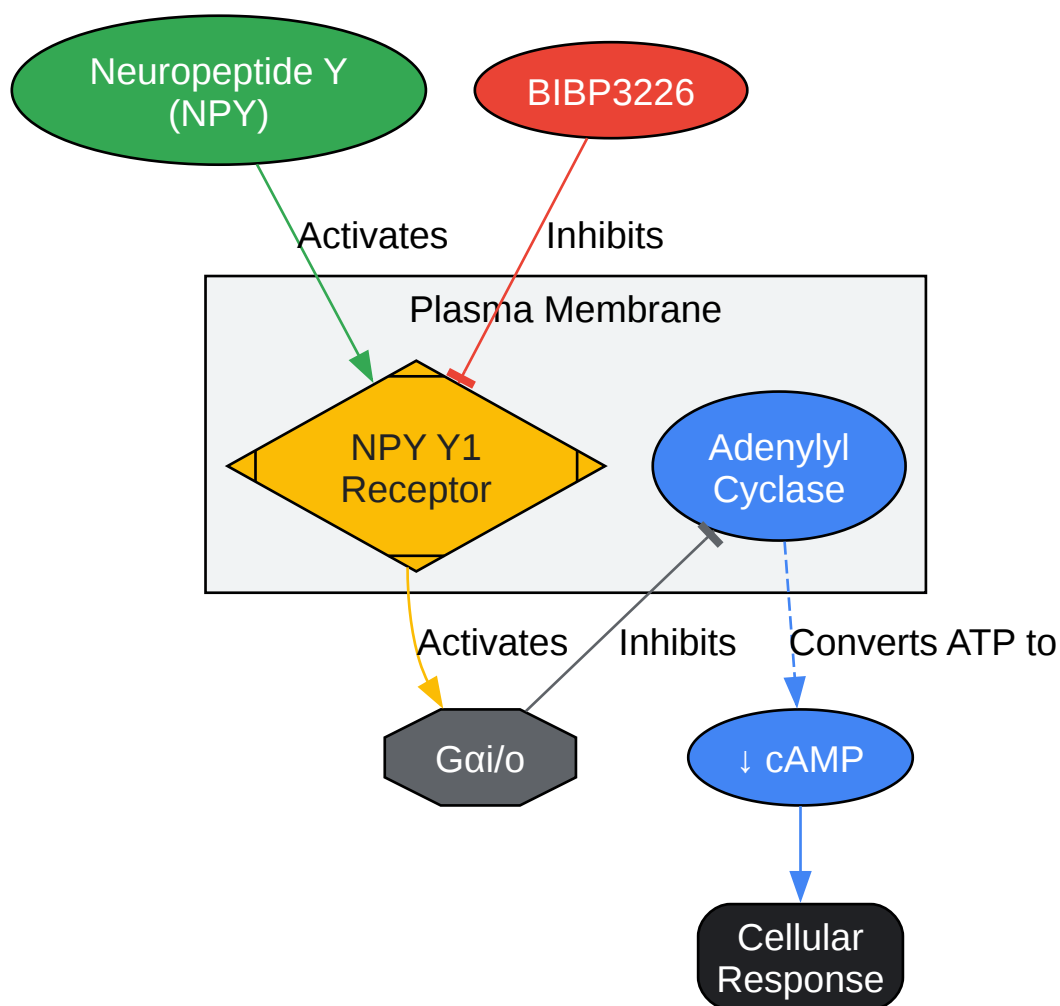 Neuropeptide Y
(NPY)
BIBP3226
Activates
Inhibits
Plasma Membrane
NPY Y1
Receptor
Adenylyl
Cyclase
Activates
Inhibits
Converts ATP to
Gαi/o
↓ cAMP
Cellular
Response